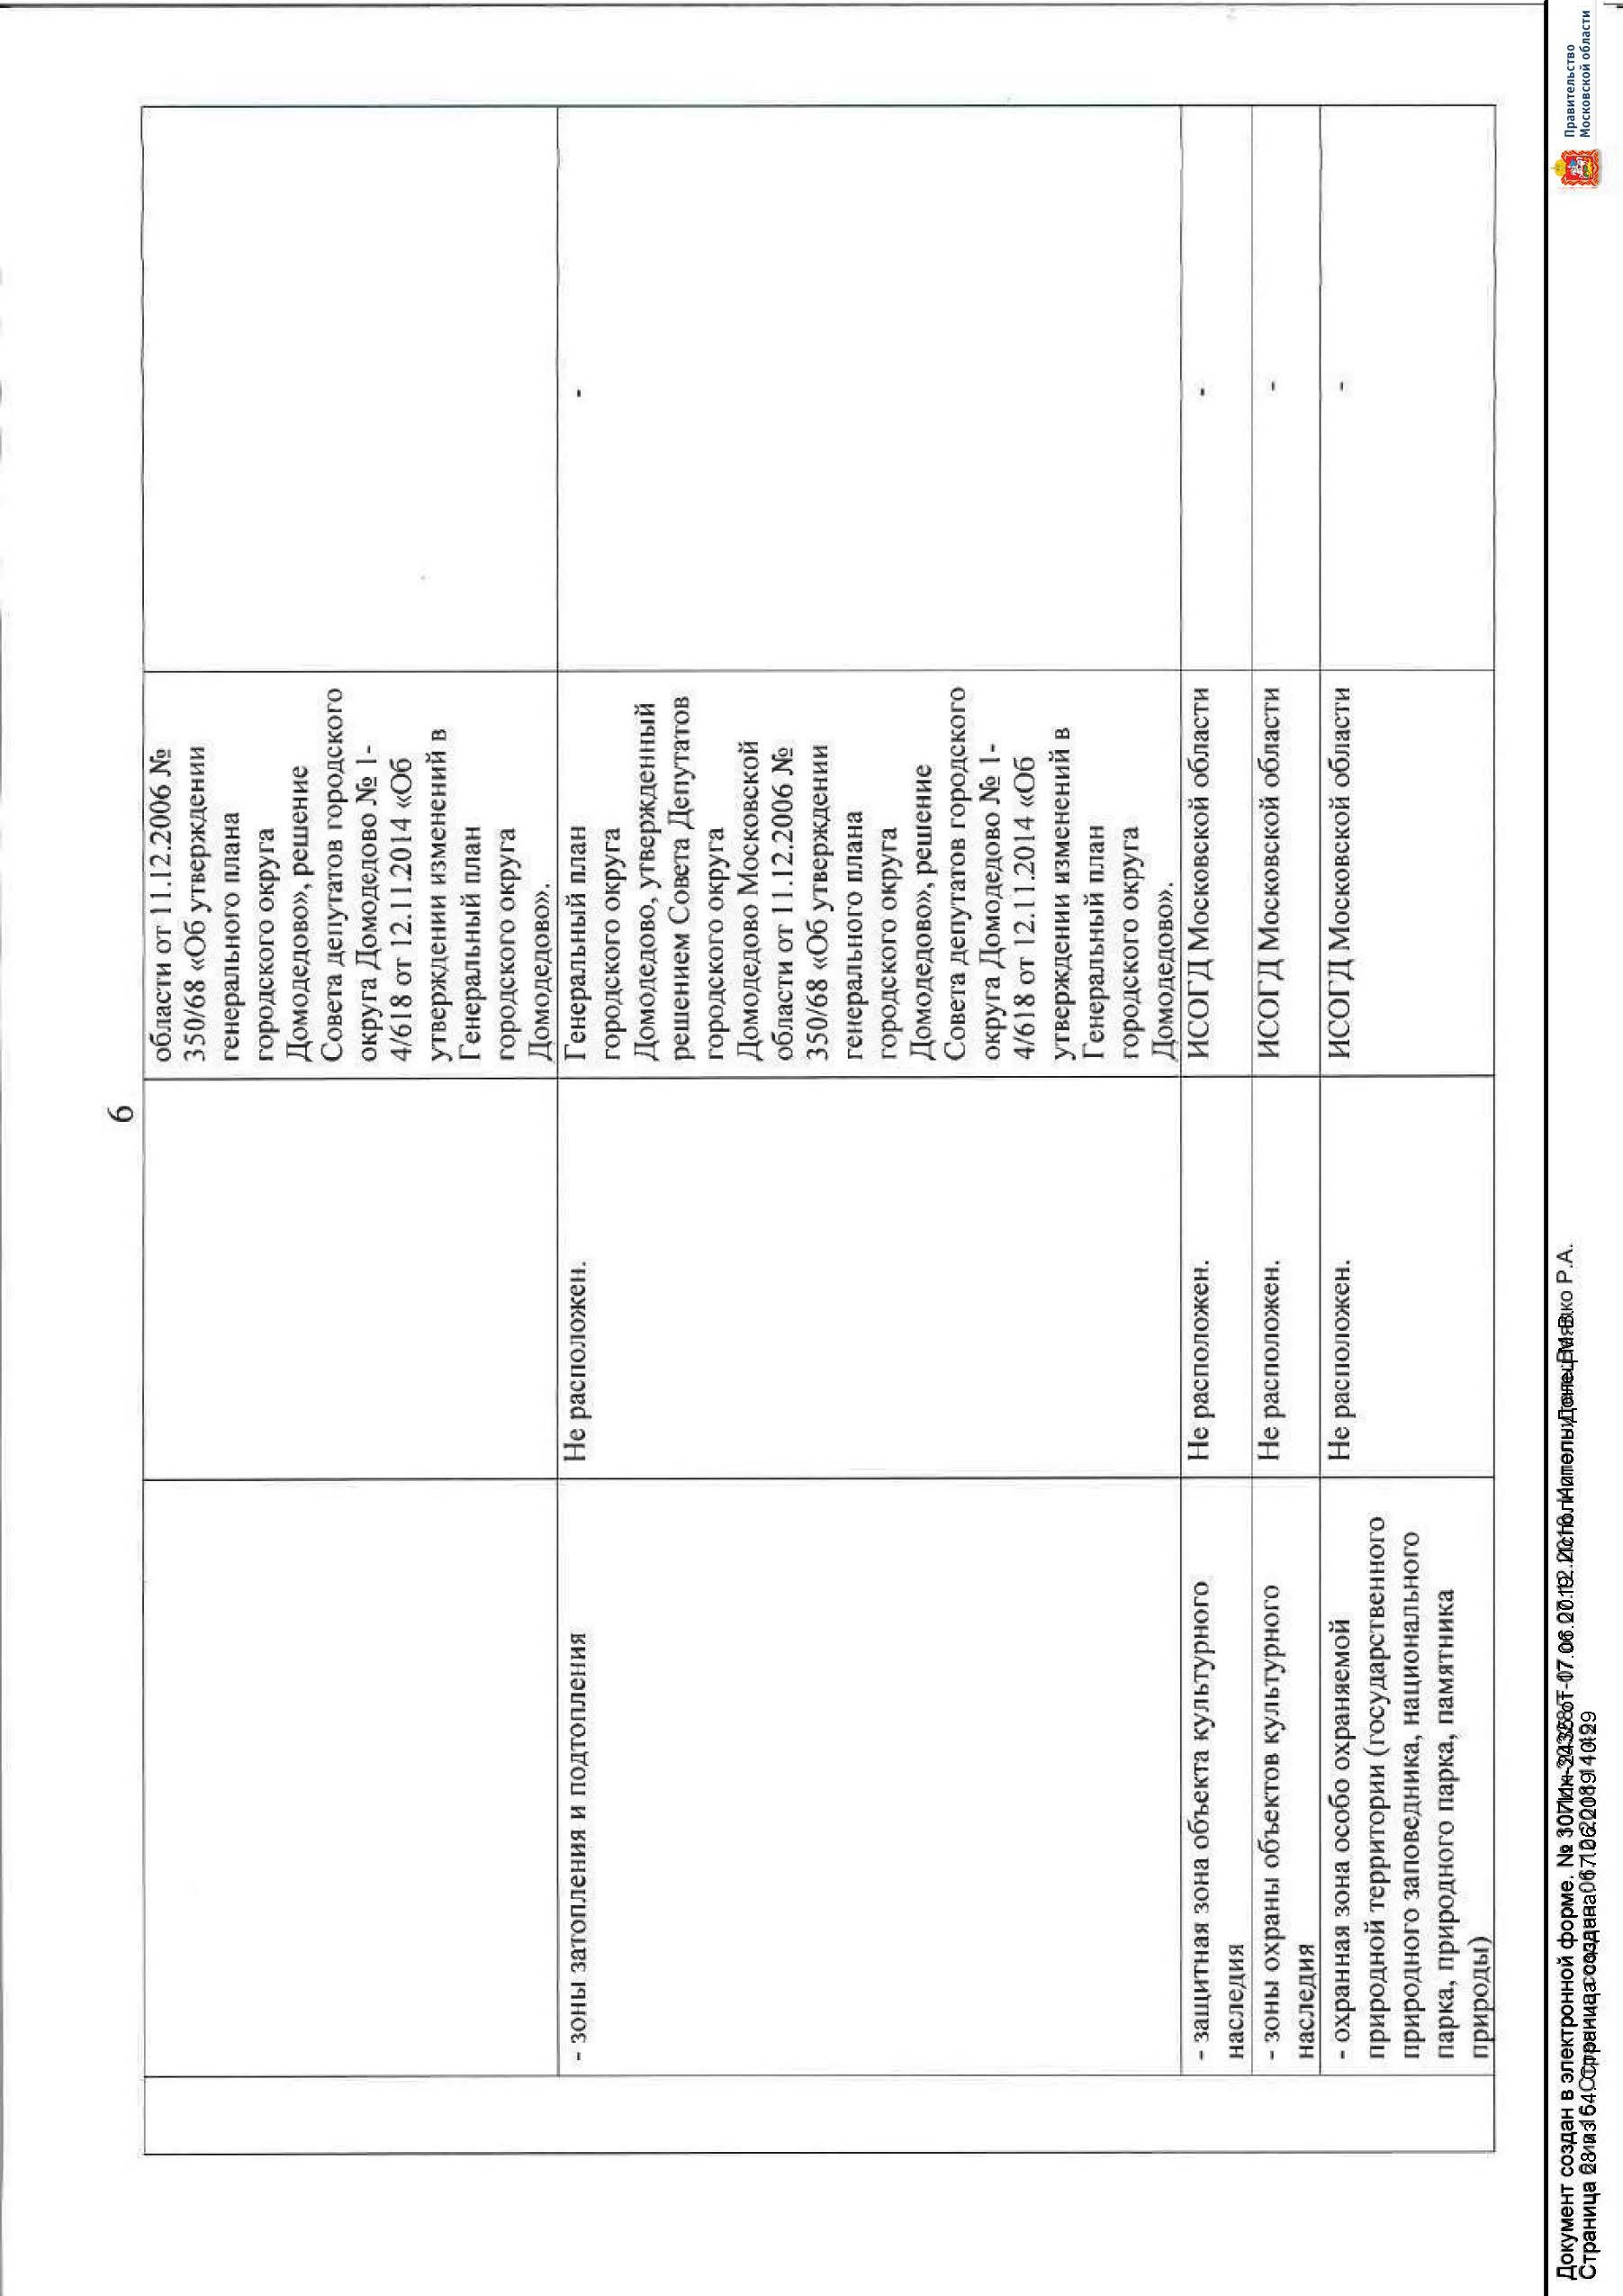 6
области от 11.12.2006 №
350/68 «Об утверждении
генерального плана
городского округа
Домодедово», решение
Совета депутатов городского
округа Домодедово № 1-
4/618 от 12.11.2014 «Об
утверждении изменений в
Генеральный план
городского округа
Домодедово».
- зоны затопления и подтопления
Не расположен.
Генеральный план
городского округа
Домодедово, утвержденный
решением Совета Депутатов
городского округа
Домодедово Московской
области от 11.12.2006 №
350/68 «Об утверждении
генерального плана
городского округа
Домодедово», решение
Совета депутатов городского
округа Домодедово № 1-
4/618 от 12.11.2014 «Об
утверждении изменений в
Генеральный план
городского округа
Домодедово».
-
- защитная зона объекта культурного
наследия
Не расположен.
ИСОГД Московской области
-
- зоны охраны объектов культурного
наследия
Не расположен.
ИСОГД Московской области
-
- охранная зона особо охраняемой
природной территории (государственного
природного заповедника, национального
парка, природного парка, памятника
природы)
Не расположен.
ИСОГД Московской области
-
Документ создан в электронной форме. №
Страница
Правительство
Московской области